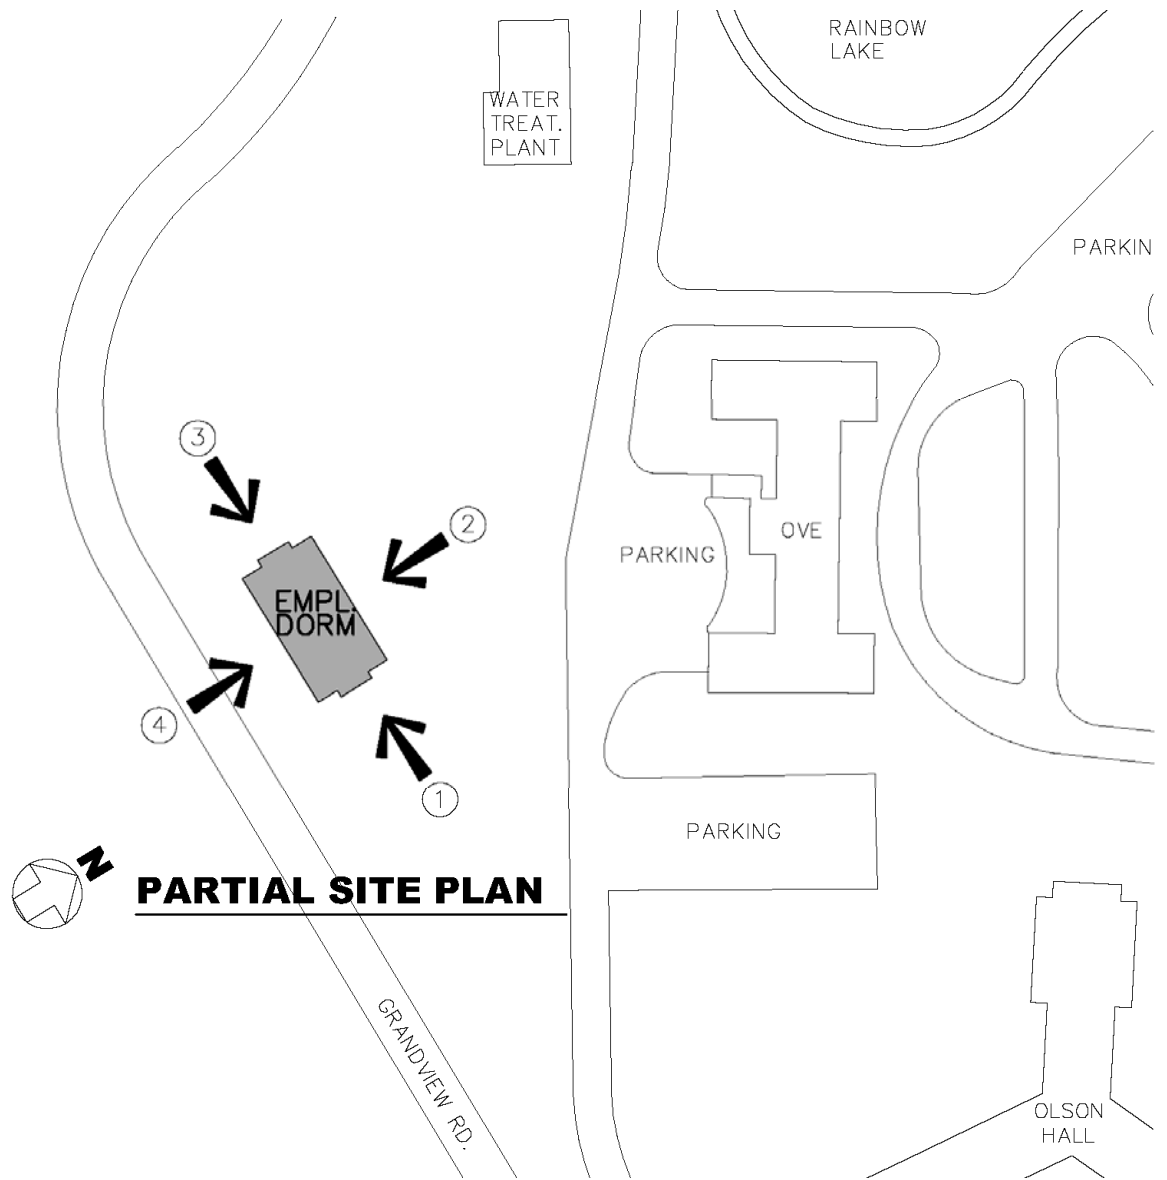 RAINBOW
LAKE
WATER
TREAT.
PLANT
PARKIN
3
2
OVE
PARKING
EMPL.
DORM
4
1
PARKING
N
PARTIAL SITE PLAN
GRANDVIEW RD.
OLSON
HALL